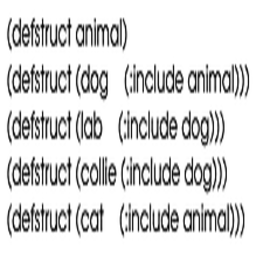 (defstruct animal)
(defstruct (dog (:include animal)))
(defstruct (lab (:include dog)))
(defstruct (collie (:include dog)))
(defstruct (cat (:include animal)))